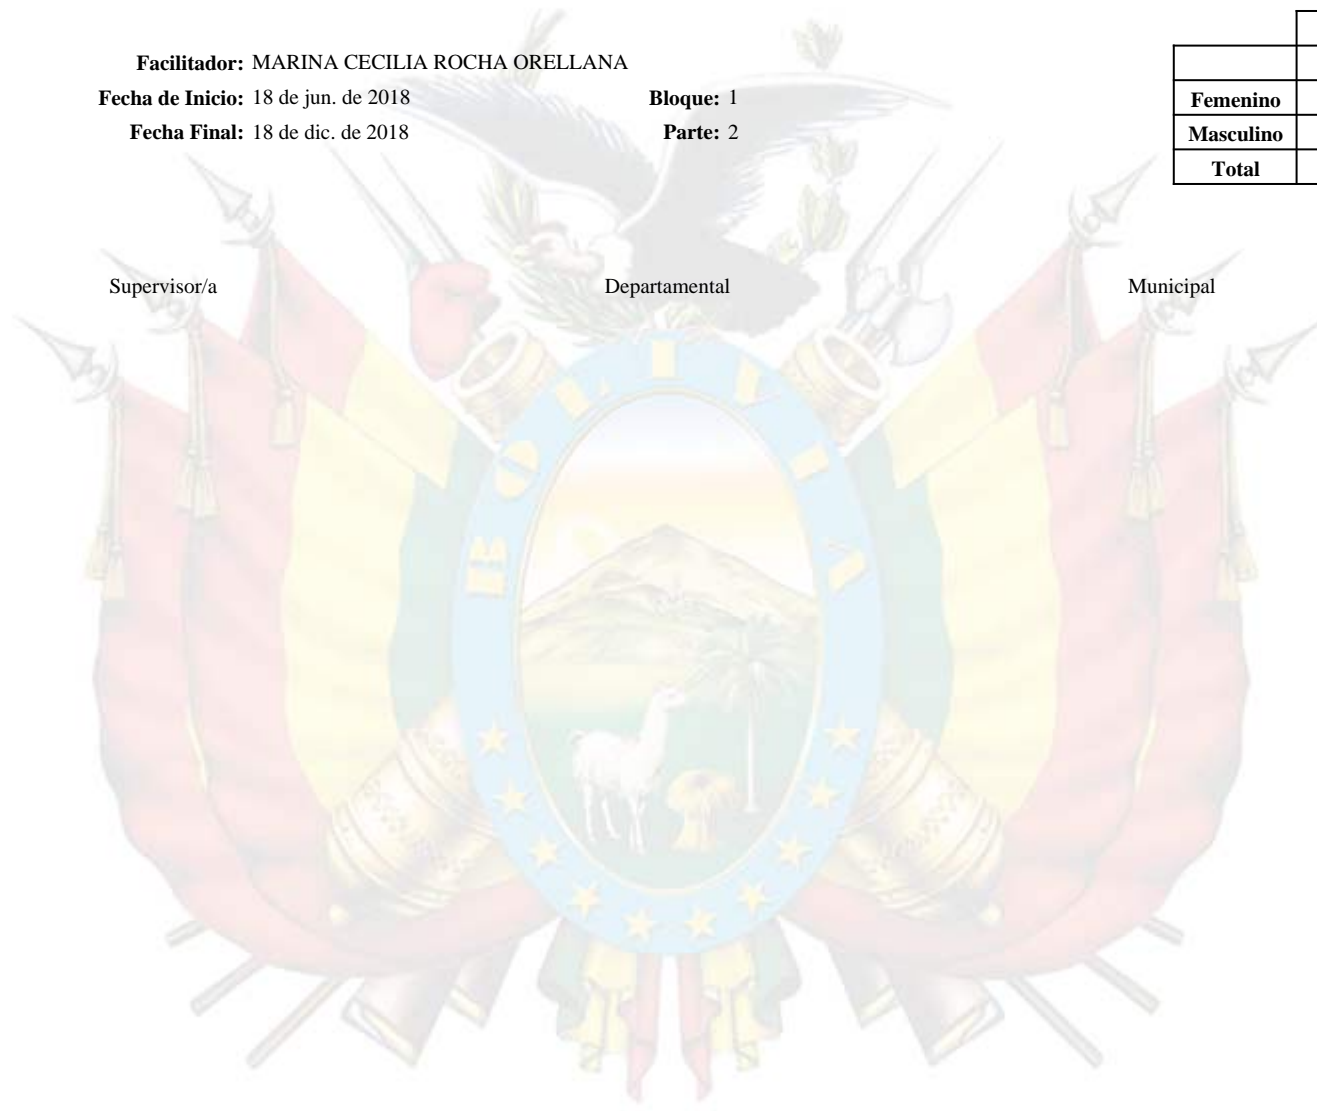 Facilitador: MARINA CECILIA ROCHA ORELLANA
Fecha de Inicio: 18 de jun. de 2018 Bloque: 1
Fecha Final: 18 de dic. de 2018 Parte: 2
Femenino
Masculino
Total
Supervisor/a Departamental Municipal
BOLIVIA